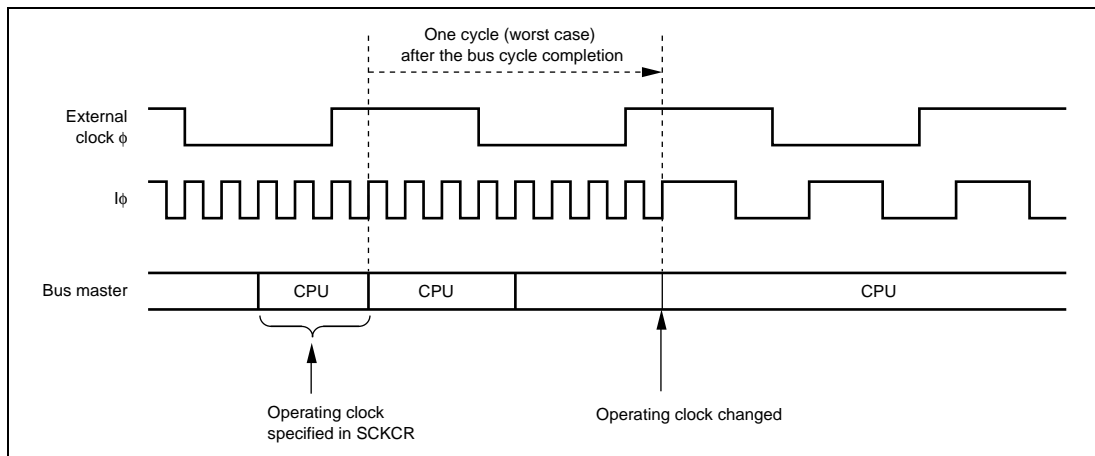 One cycle (worst case)
after the bus cycle completion
External
clock ϕ
Iϕ
Bus master
CPU
CPU
CPU
Operating clock
specified in SCKCR
Operating clock changed